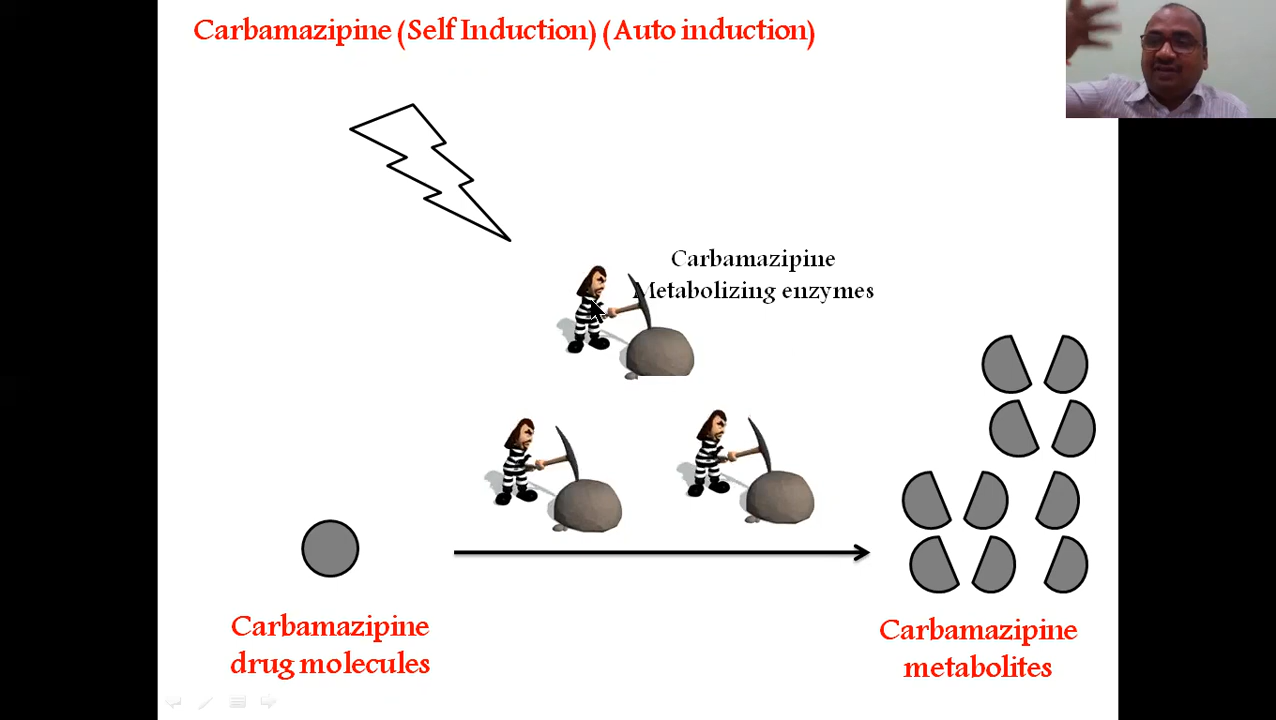 Carbamazipine (Self Induction) (Auto induction)
Carbamazipine
Metabolizing enzymes
Carbamazipine
drug molecules
Carbamazipine
metabolites